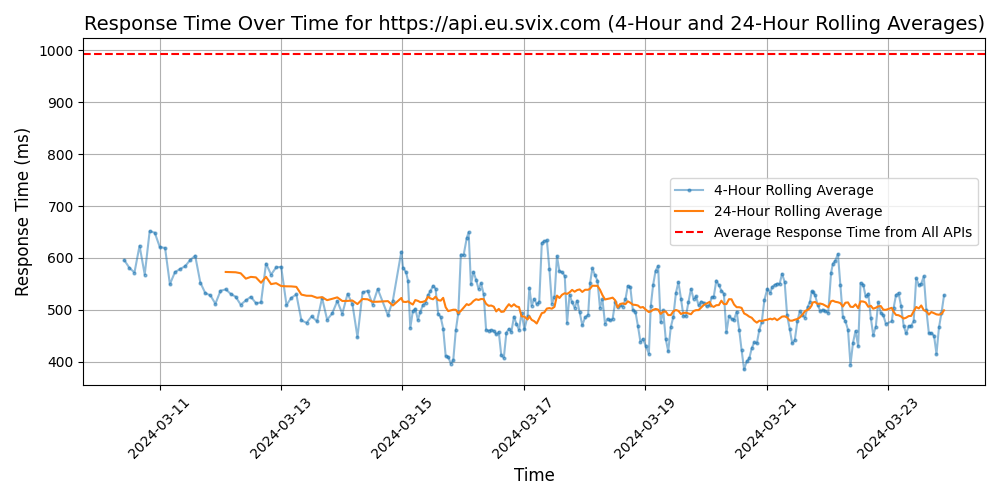 Response Time Over Time for https://api.eu.svix.com (4-Hour and 24-Hour Rolling Averages)
Response Time (ms)
1000
900
800
700
600
500
400
4-Hour Rolling Average
24-Hour Rolling Average
Average Response Time from All APIs
2024-03-11
2024-03-13
2024-03-15
2024-03-17
2024-03-19
2024-03-21
2024-03-23
Time